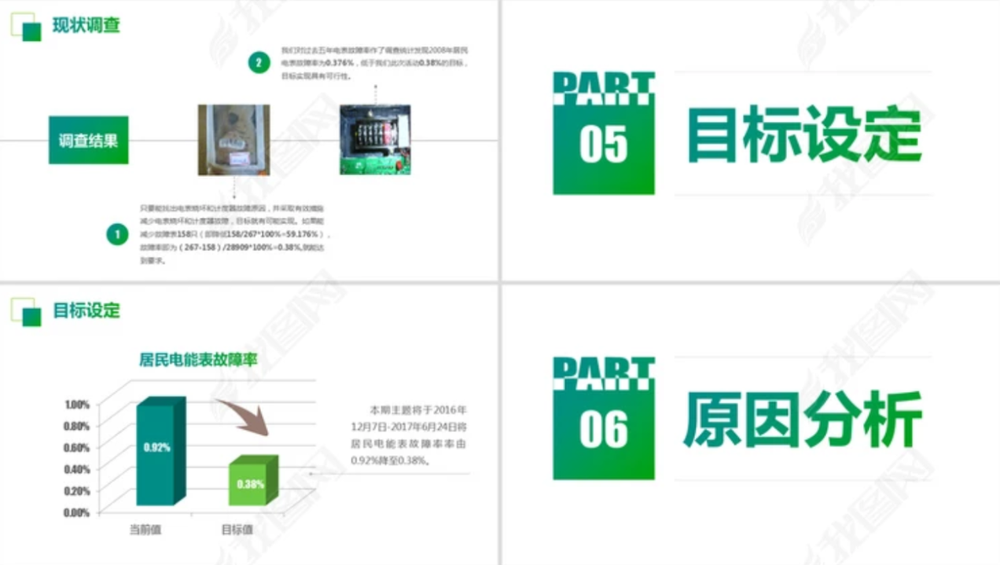 现状调查
2
我们对过去五年电表故障率作了调查统计发现2008年居民
电表故障率为0.376%，低于我们此次活动0.38%的目标，
目标实现具有可行性。
调查结果
1
只要能找出电表烧坏和计度器故障原因，并采取有效措施
减少电表烧坏和计度器故障，目标就有可能实现。如果能
减少故障表158只（即降低158/267*100%=59.176%），
故障率即为（267-158）/28909*100%=0.38%,就能达
到要求。
PART
05
目标设定
目标设定
居民电能表故障率
1.00%
0.80%
0.60%
0.40%
0.20%
0.00%
0.92%
0.38%
当前值
目标值
本期主题将于2016年
12月7日-2017年6月24日将
居民电能表故障率率由
0.92%降至0.38%。
PART
06
原因分析
我图网